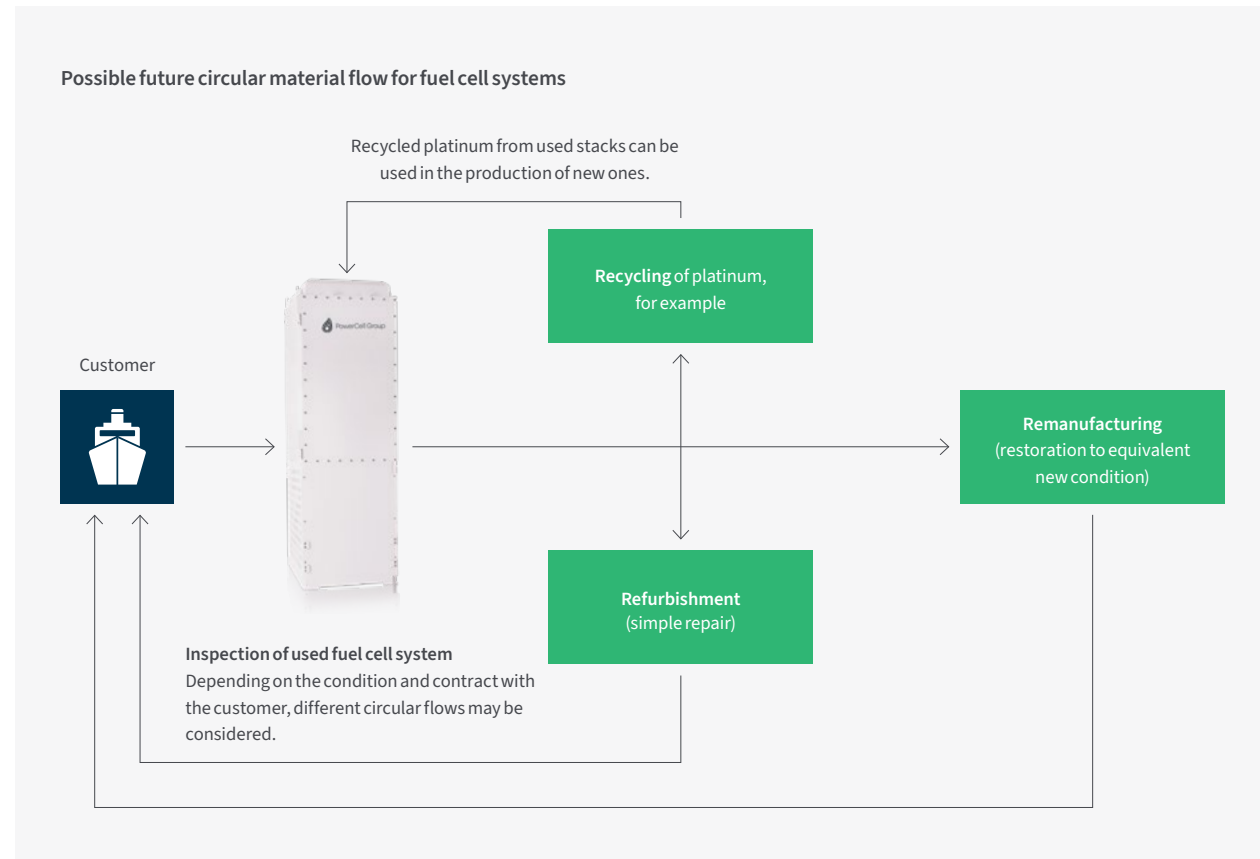 Possible future circular material flow for fuel cell systems
Recycled platinum from used stacks can be
used in the production of new ones.
Recycling of platinum,
for example
PowerCell Group
Customer
Remanufacturing
(restoration to equivalent
new condition)
Refurbishment
(simple repair)
Inspection of used fuel cell system
Depending on the condition and contract with
the customer, different circular flows may be
considered.